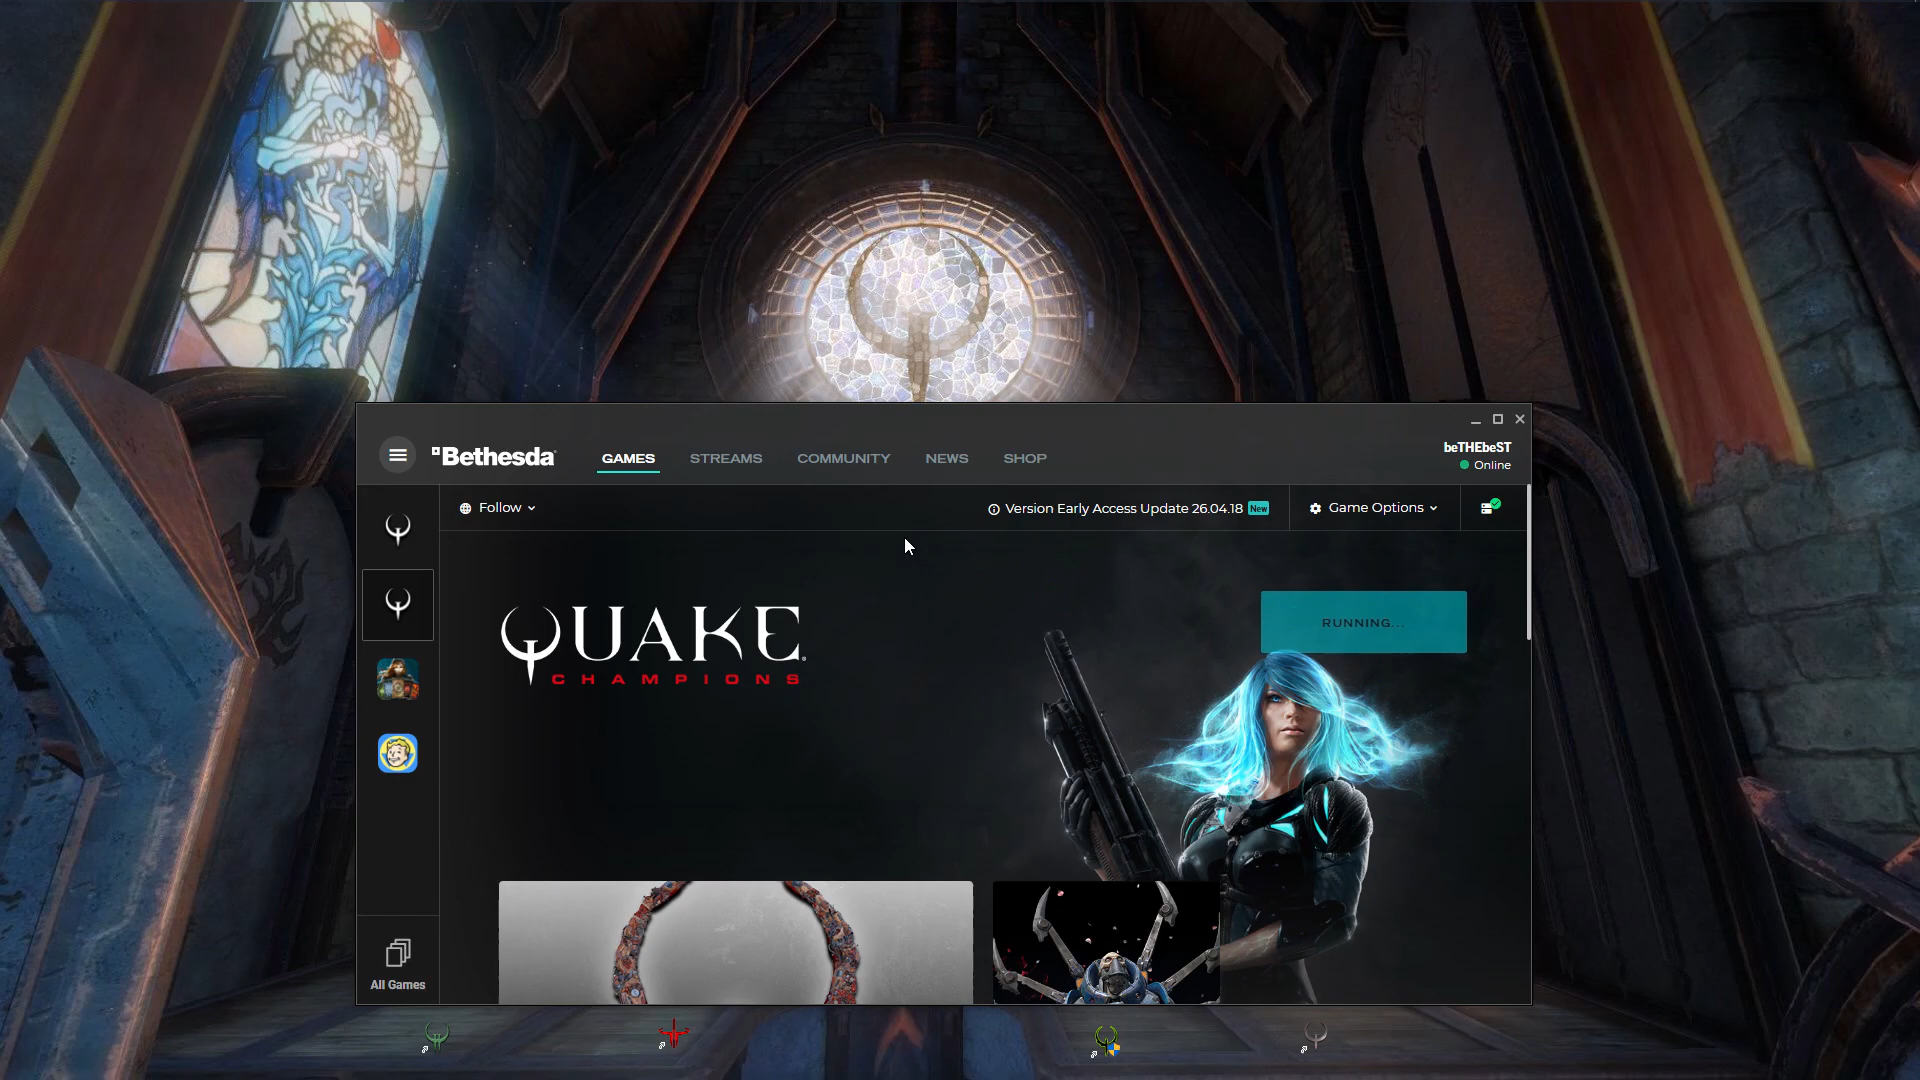 Bethesda
GAMES
STREAMS
COMMUNITY
NEWS
SHOP
beTHEbeST
Online
Follow
Version Early Access Update 26.04.18 New
Game Options
QUAKE
CHAMPIONS
RUNNING...
All Games